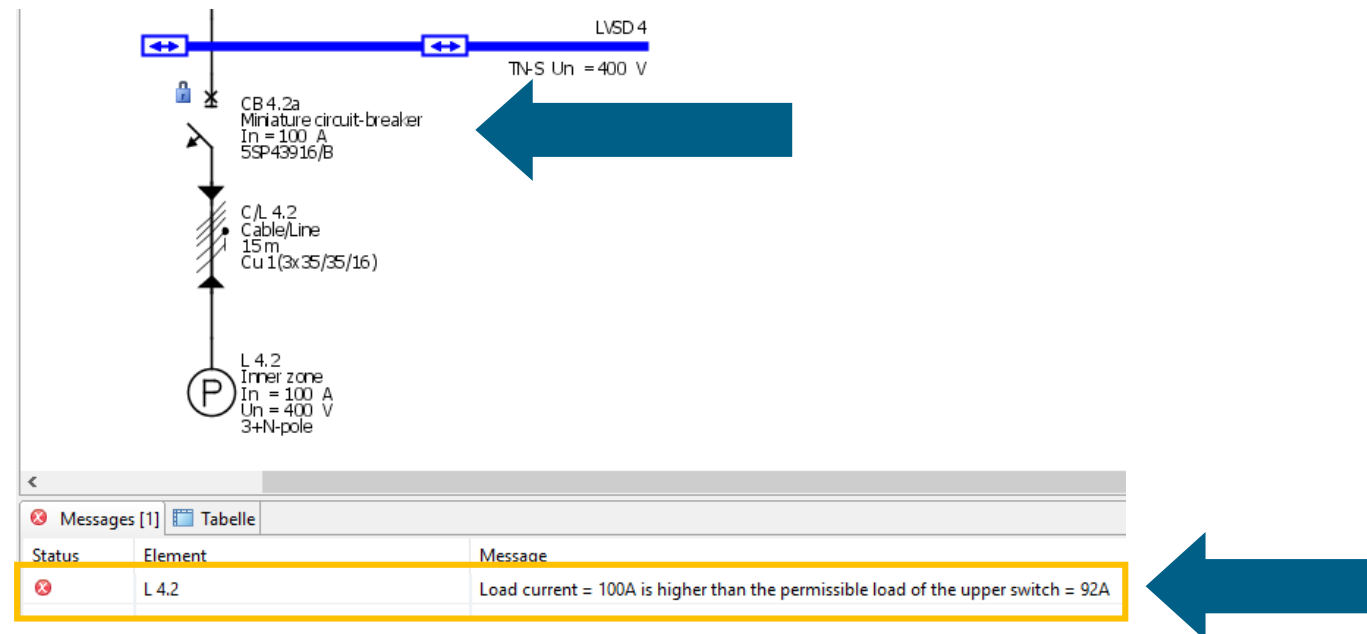 LVSD 4
TN-S Un = 400 V
CB 4.2a
Miniature circuit-breaker
In = 100 A
5SP43916/B
C/L 4.2
Cable/Line
15 m
Cu 1(3x35/35/16)
L 4.2
Inner zone
In = 100 A
Un = 400 V
3+N-pole
P
Messages [1] Tabelle
Status Element Message
L 4.2 Load current = 100A is higher than the permissible load of the upper switch = 92A